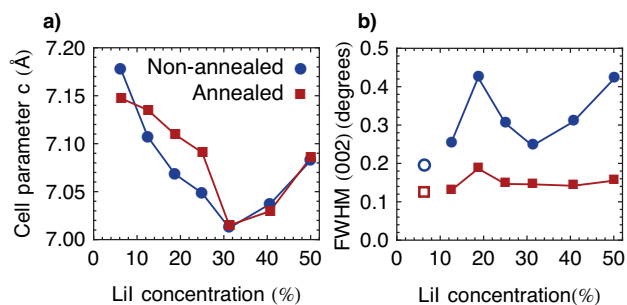 a)
Cell parameter c (Å)
7.20
7.15
7.10
7.05
7.00
Non-annealed
Annealed
0 10 20 30 40 50
LiI concentration (%)
b)
FWHM (002) (degrees)
0.5
0.4
0.3
0.2
0.1
0.0
0 10 20 30 40 50
LiI concentration(%)